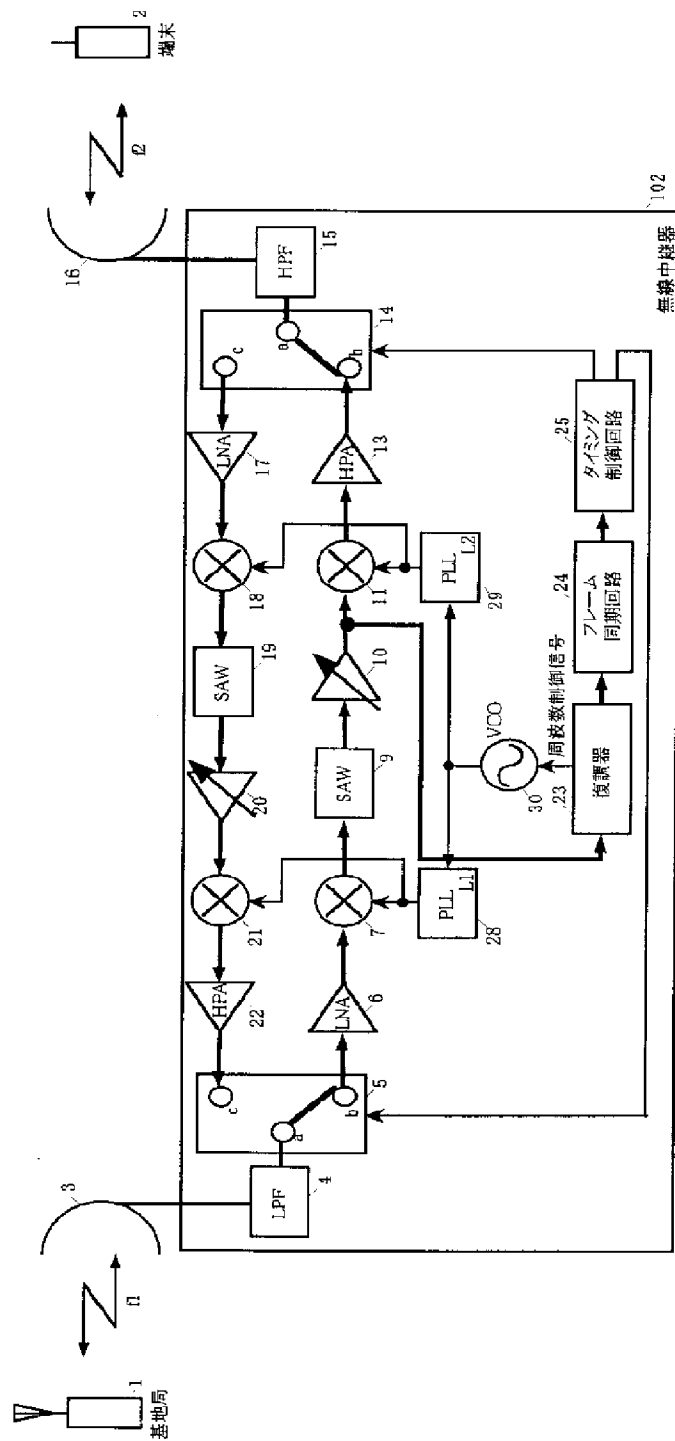 基地局
1
f1
3
LPF
4
a
b
c
5
LNA
6
HPA
22
7
21
PLL
L1
28
SAW
9
20
10
SAW
19
18
11
PLL
L2
29
VCO
30
周波数制御信号
復調器
23
フレーム
同期回路
24
タイミング
制御回路
25
LNA
17
HPA
13
c
a
b
14
HPF
15
16
f2
端末
2
無線中継器
102